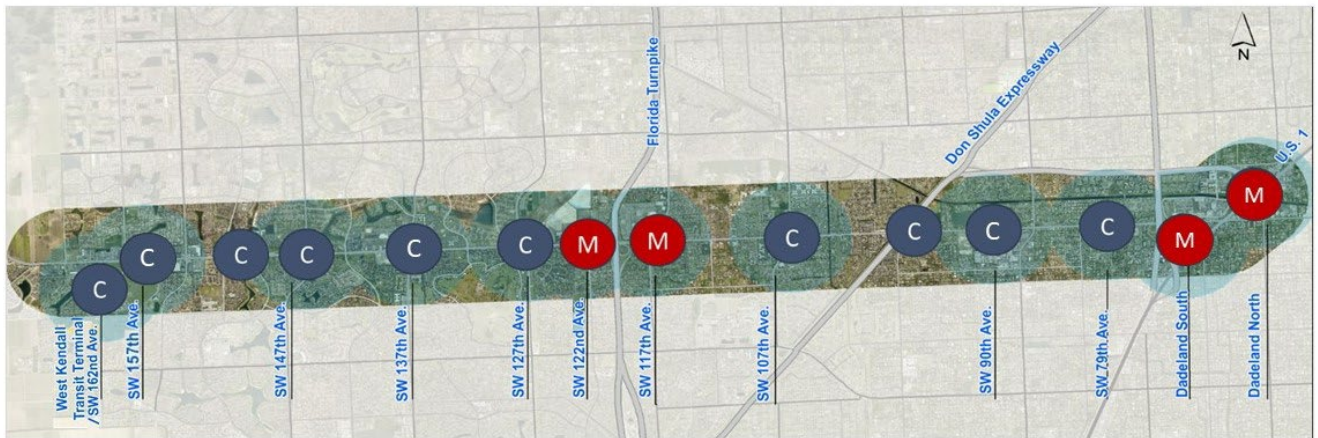 N
Florida Turnpike
Don Shula Expressway
U.S. 1
C
C
C
C
C
C
M
M
C
C
C
C
M
M
West Kendall
Transit Terminal
/ SW 162nd Ave.
SW 157th Ave.
SW 147th Ave.
SW 137th Ave.
SW 127th Ave.
SW 122nd Ave.
SW 117th Ave.
SW 107th Ave.
SW 90th Ave.
SW 79th Ave.
Dadeland South
Dadeland North